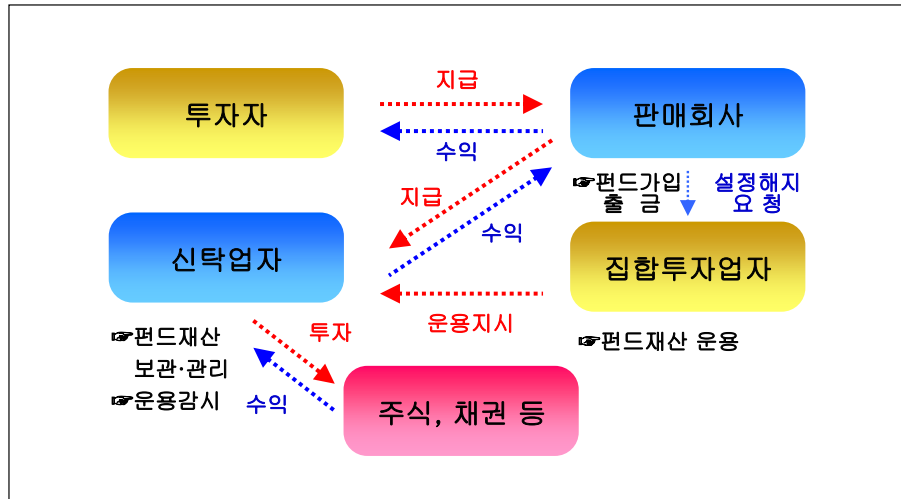 지급
투자자
판매회사
수익
☞펀드가입
출 금
설정해지
요 청
지급
수익
신탁업자
집합투자업자
운용지시
☞펀드재산
보관·관리
☞운용감시
투자
☞펀드재산 운용
수익
주식, 채권 등